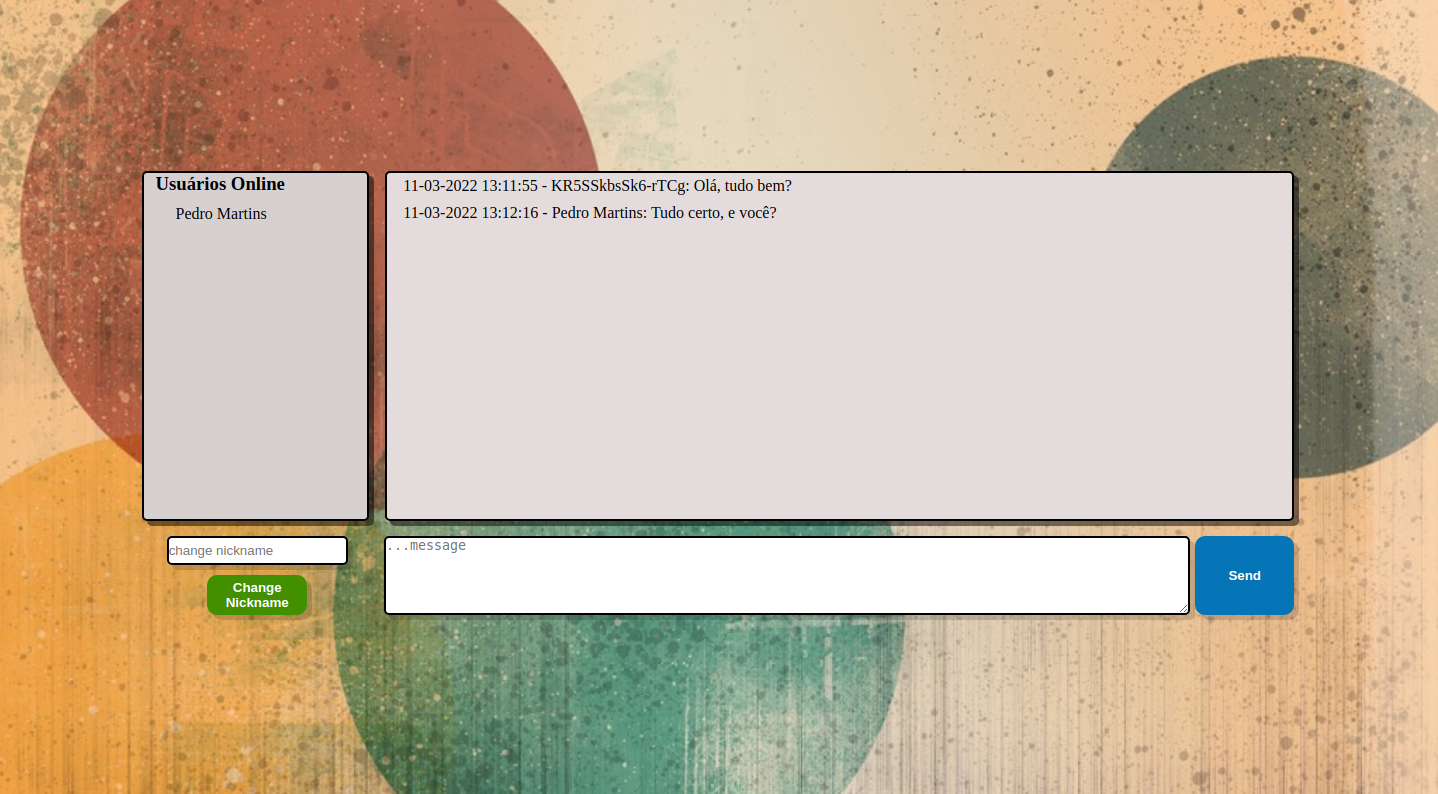 Usuários Online
Pedro Martins
11-03-2022 13:11:55 - KR5SSkbsSk6-rTCg: Olá, tudo bem?
11-03-2022 13:12:16 - Pedro Martins: Tudo certo, e você?
change nickname
Change
Nickname
...message
Send